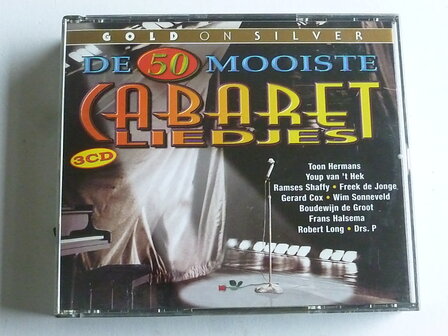 GOLD ON SILVER
DE 50 MOOISTE
CABARET
LIEDJES
3CD
Toon Hermans
Youp van 't Hek
Ramses Shaffy • Freek de Jonge
Gerard Cox • Wim Sonneveld
Boudewijn de Groot
Frans Halsema
Robert Long • Drs. P